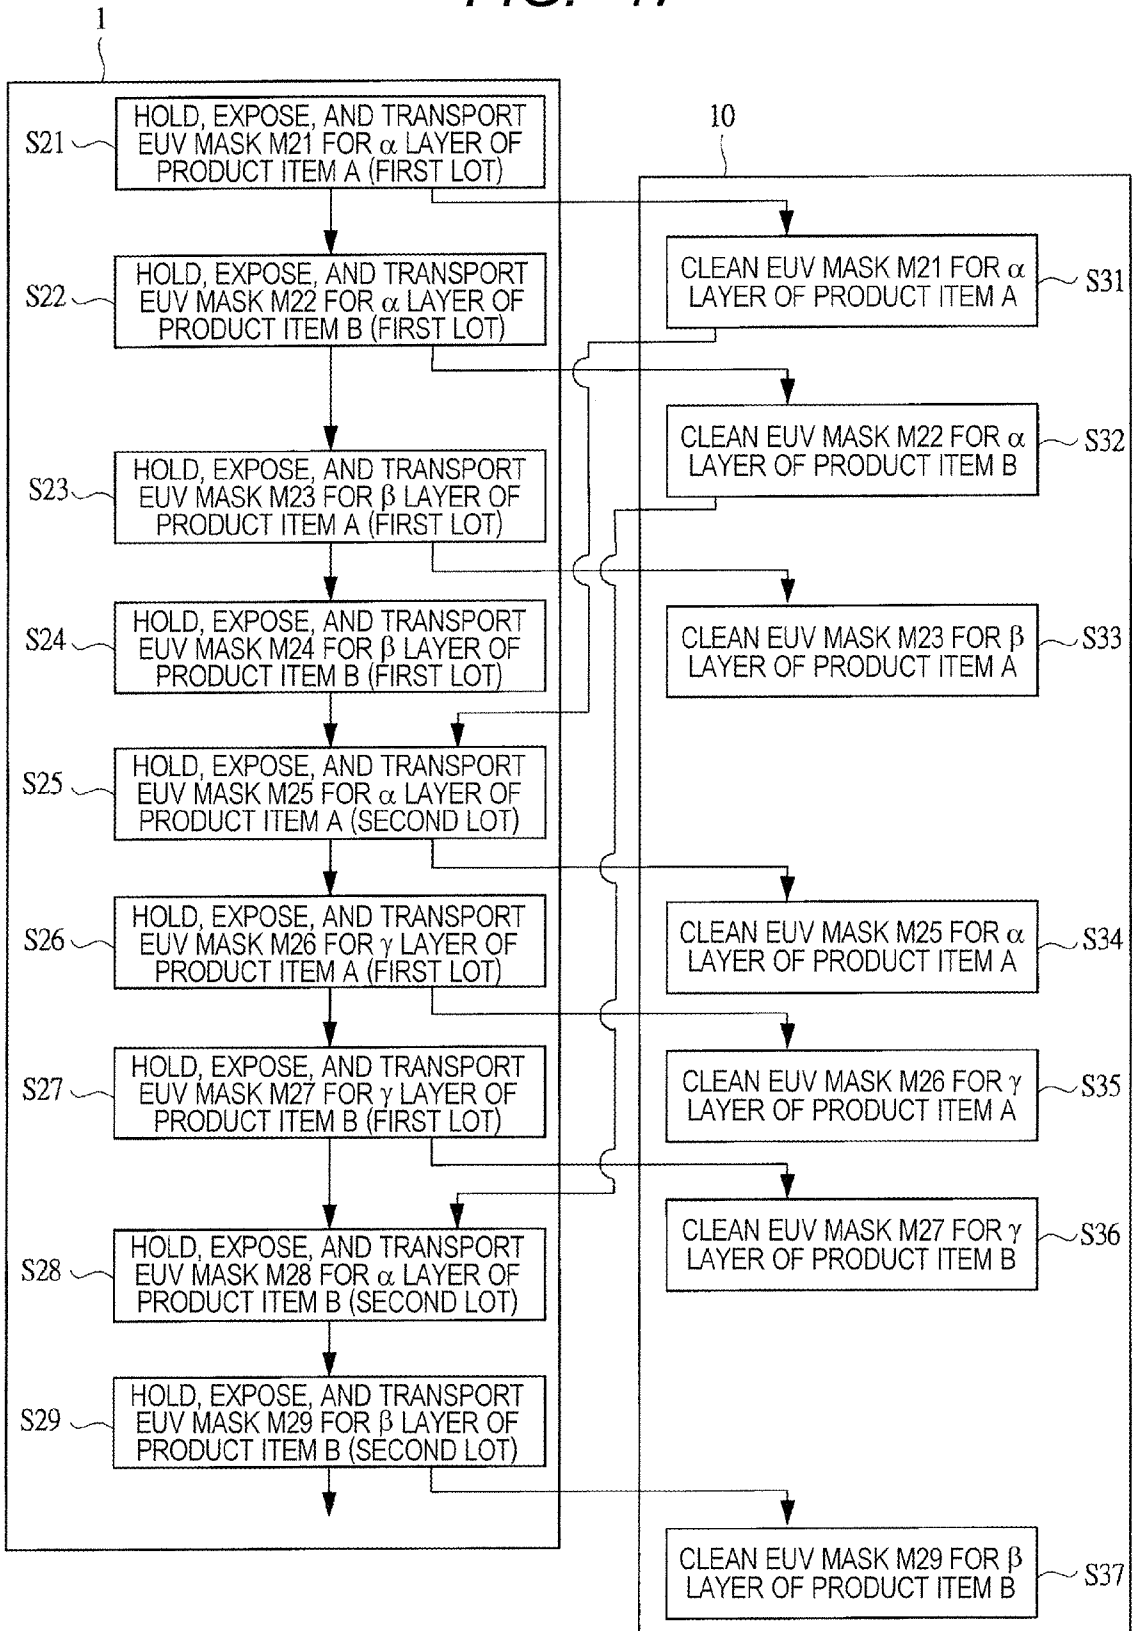 1
S21
HOLD, EXPOSE, AND TRANSPORT
EUV MASK M21 FOR α LAYER OF
PRODUCT ITEM A (FIRST LOT)
S22
HOLD, EXPOSE, AND TRANSPORT
EUV MASK M22 FOR α LAYER OF
PRODUCT ITEM B (FIRST LOT)
S23
HOLD, EXPOSE, AND TRANSPORT
EUV MASK M23 FOR β LAYER OF
PRODUCT ITEM A (FIRST LOT)
S24
HOLD, EXPOSE, AND TRANSPORT
EUV MASK M24 FOR β LAYER OF
PRODUCT ITEM B (FIRST LOT)
S25
HOLD, EXPOSE, AND TRANSPORT
EUV MASK M25 FOR α LAYER OF
PRODUCT ITEM A (SECOND LOT)
S26
HOLD, EXPOSE, AND TRANSPORT
EUV MASK M26 FOR γ LAYER OF
PRODUCT ITEM A (FIRST LOT)
S27
HOLD, EXPOSE, AND TRANSPORT
EUV MASK M27 FOR γ LAYER OF
PRODUCT ITEM B (FIRST LOT)
S28
HOLD, EXPOSE, AND TRANSPORT
EUV MASK M28 FOR α LAYER OF
PRODUCT ITEM B (SECOND LOT)
S29
HOLD, EXPOSE, AND TRANSPORT
EUV MASK M29 FOR β LAYER OF
PRODUCT ITEM B (SECOND LOT)
10
CLEAN EUV MASK M21 FOR α
LAYER OF PRODUCT ITEM A
S31
CLEAN EUV MASK M22 FOR α
LAYER OF PRODUCT ITEM B
S32
CLEAN EUV MASK M23 FOR β
LAYER OF PRODUCT ITEM A
S33
CLEAN EUV MASK M25 FOR α
LAYER OF PRODUCT ITEM A
S34
CLEAN EUV MASK M26 FOR γ
LAYER OF PRODUCT ITEM A
S35
CLEAN EUV MASK M27 FOR γ
LAYER OF PRODUCT ITEM B
S36
CLEAN EUV MASK M29 FOR β
LAYER OF PRODUCT ITEM B
S37